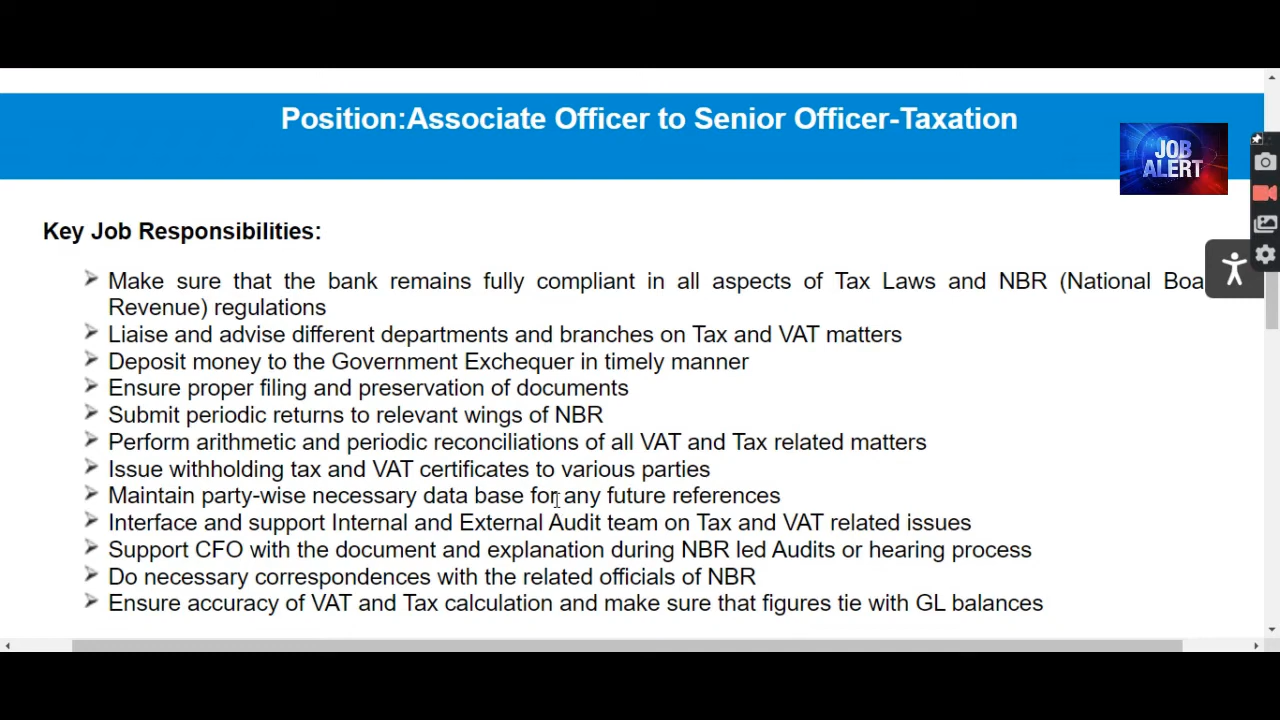 Position:Associate Officer to Senior Officer-Taxation
JOB
ALERT
Key Job Responsibilities:
Make sure that the bank remains fully compliant in all aspects of Tax Laws and NBR (National
Revenue) regulations
Liaise and advise different departments and branches on Tax and VAT matters
Deposit money to the Government Exchequer in timely manner
Ensure proper filing and preservation of documents
Submit periodic returns to relevant wings of NBR
Perform arithmetic and periodic reconciliations of all VAT and Tax related matters
Issue withholding tax and VAT certificates to various parties
Maintain party-wise necessary data base for any future references
Interface and support Internal and External Audit team on Tax and VAT related issues
Support CFO with the document and explanation during NBR led Audits or hearing process
Do necessary correspondences with the related officials of NBR
Ensure accuracy of VAT and Tax calculation and make sure that figures tie with GL balances